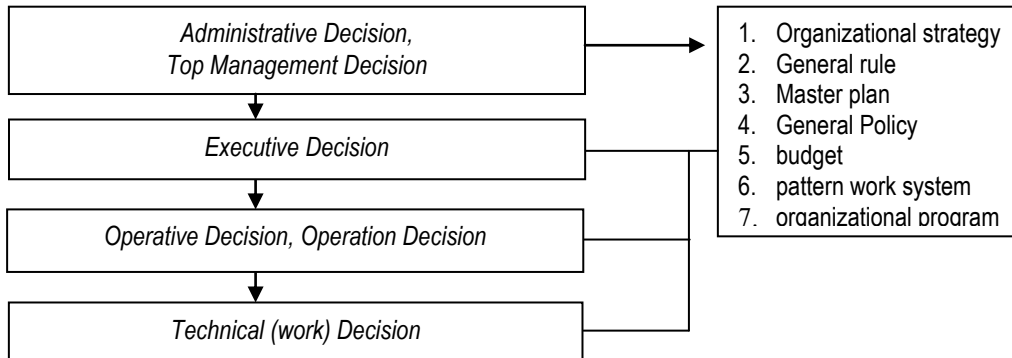 Administrative Decision,
Top Management Decision
Executive Decision
Operative Decision, Operation Decision
Technical (work) Decision
1. Organizational strategy
2. General rule
3. Master plan
4. General Policy
5. budget
6. pattern work system
7. organizational program